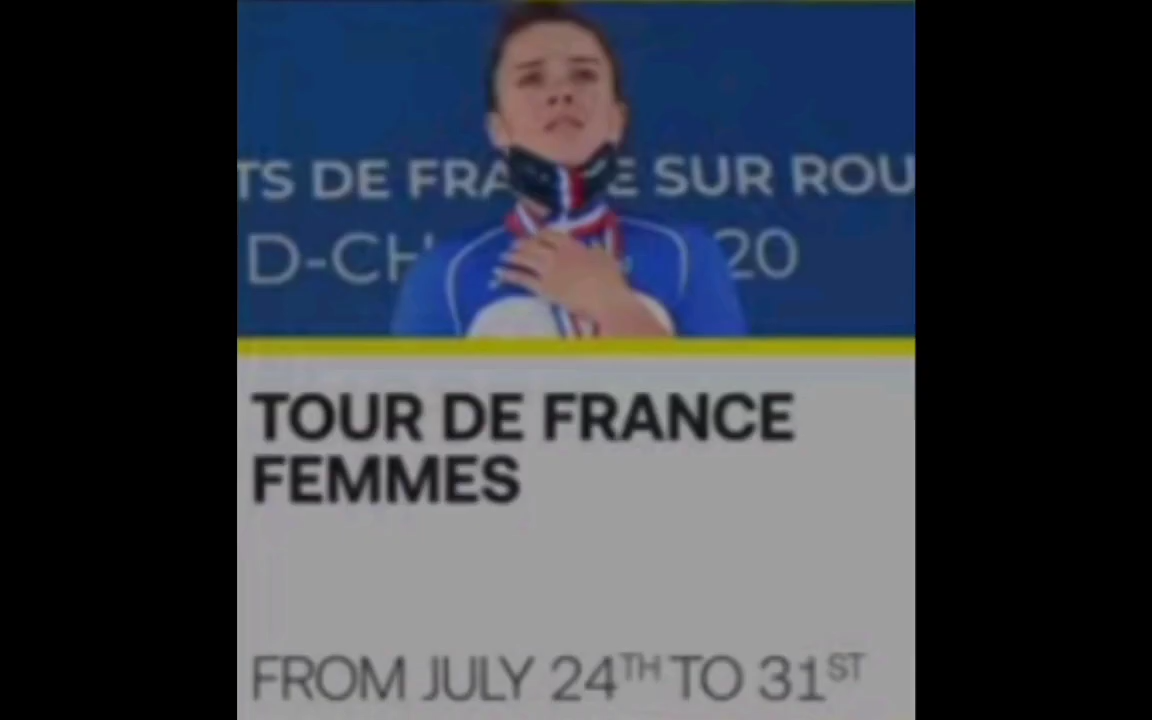 TS DE FRA E SUR ROU
D-CH 20
TOUR DE FRANCE
FEMMES
FROM JULY 24TH TO 31ST